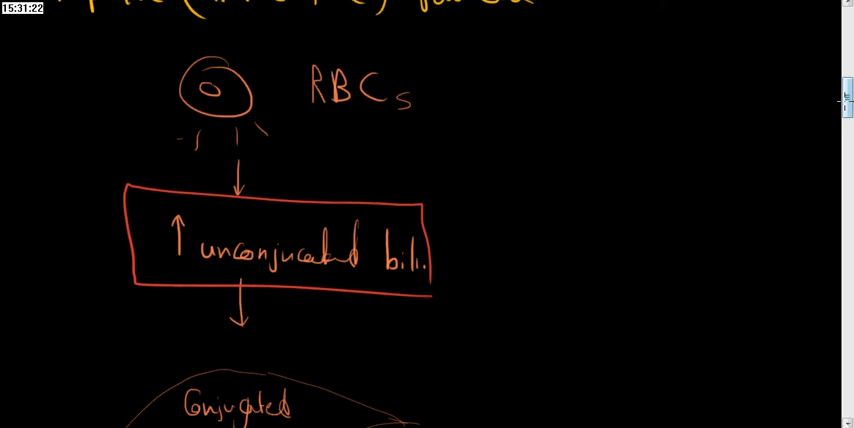 15:31:22
RBCs
↑ unconjucated bili.
Conjugated